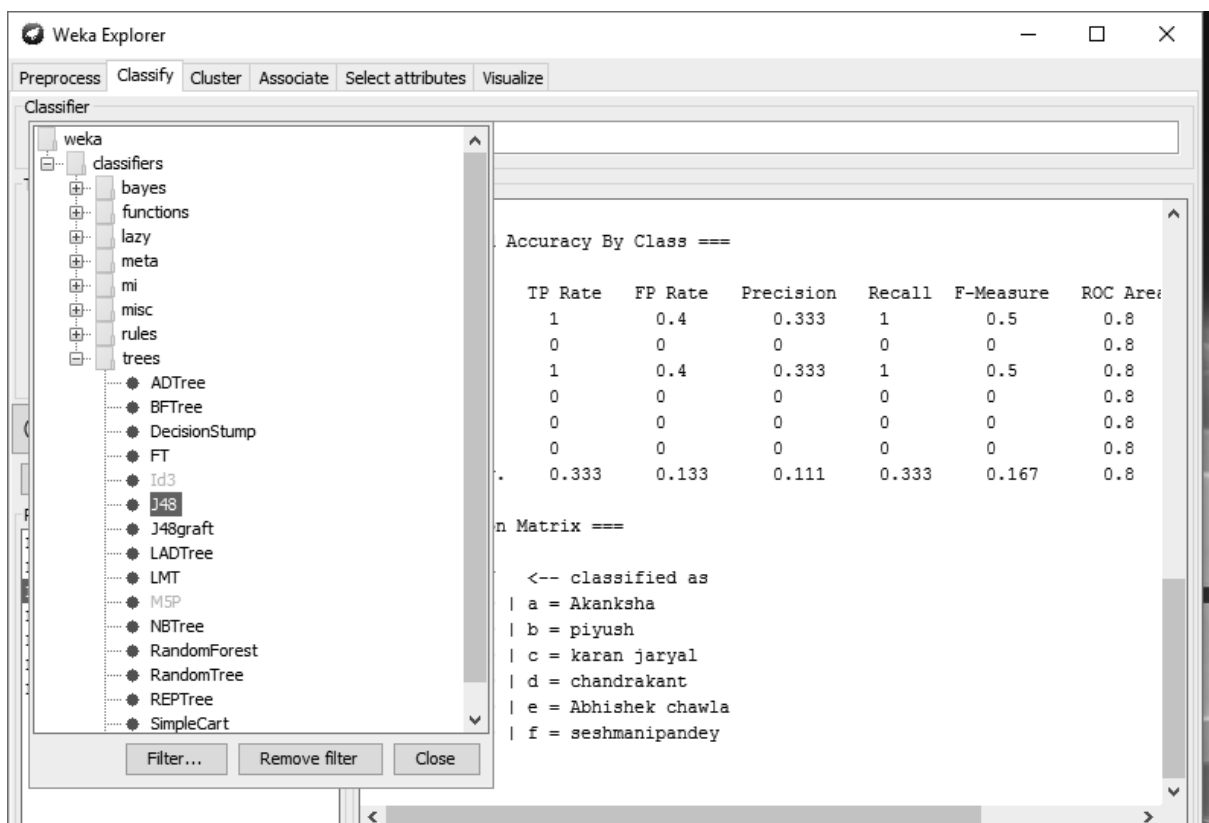 Weka Explorer
Preprocess Classify Cluster Associate Select attributes Visualize
Classifier
weka
classifiers
bayes
functions
lazy
meta
mi
misc
rules
trees
ADTree
BFTree
DecisionStump
FT
Id3
J48
J48graft
LADTree
LMT
M5P
NBTree
RandomForest
RandomTree
REPTree
SimpleCart
Filter... Remove filter Close
Accuracy By Class ===
TP Rate FP Rate Precision Recall F-Measure ROC Area
1 0.4 0.333 1 0.5 0.8
0 0 0 0 0 0.8
1 0.4 0.333 1 0.5 0.8
0 0 0 0 0 0.8
0 0 0 0 0 0.8
0 0 0 0 0 0.8
. 0.333 0.133 0.111 0.333 0.167 0.8
n Matrix ===
<-- classified as
| a = Akanksha
| b = piyush
| c = karan jaryal
| d = chandrakant
| e = Abhishek chawla
| f = seshmanipandey